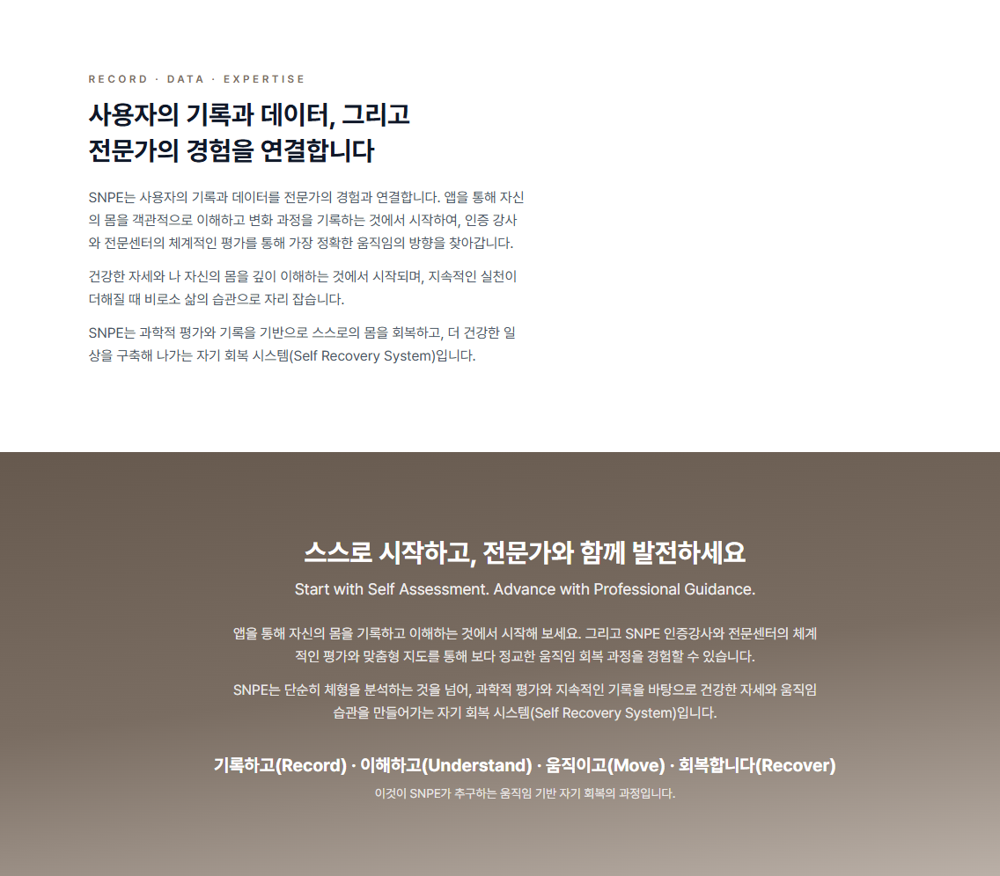 RECORD · DATA · EXPERTISE
사용자의 기록과 데이터, 그리고
전문가의 경험을 연결합니다
SNPE는 사용자의 기록과 데이터를 전문가의 경험과 연결합니다. 앱을 통해 자신
의 몸을 객관적으로 이해하고 변화 과정을 기록하는 것에서 시작하여, 인증 강사
와 전문센터의 체계적인 평가를 통해 가장 정확한 움직임의 방향을 찾아갑니다.
건강한 자세와 나 자신의 몸을 깊이 이해하는 것에서 시작되며, 지속적인 실천이
더해질 때 비로소 삶의 습관으로 자리 잡습니다.
SNPE는 과학적 평가와 기록을 기반으로 스스로의 몸을 회복하고, 더 건강한 일
상을 구축해 나가는 자기 회복 시스템(Self Recovery System)입니다.
스스로 시작하고, 전문가와 함께 발전하세요
Start with Self Assessment. Advance with Professional Guidance.
앱을 통해 자신의 몸을 기록하고 이해하는 것에서 시작해 보세요. 그리고 SNPE 인증강사와 전문센터의 체계
적인 평가와 맞춤형 지도를 통해 보다 정교한 움직임 회복 과정을 경험할 수 있습니다.
SNPE는 단순히 체형을 분석하는 것을 넘어, 과학적 평가와 지속적인 기록을 바탕으로 건강한 자세와 움직임
습관을 만들어가는 자기 회복 시스템(Self Recovery System)입니다.
기록하고(Record) · 이해하고(Understand) · 움직이고(Move) · 회복합니다(Recover)
이것이 SNPE가 추구하는 움직임 기반 자기 회복의 과정입니다.